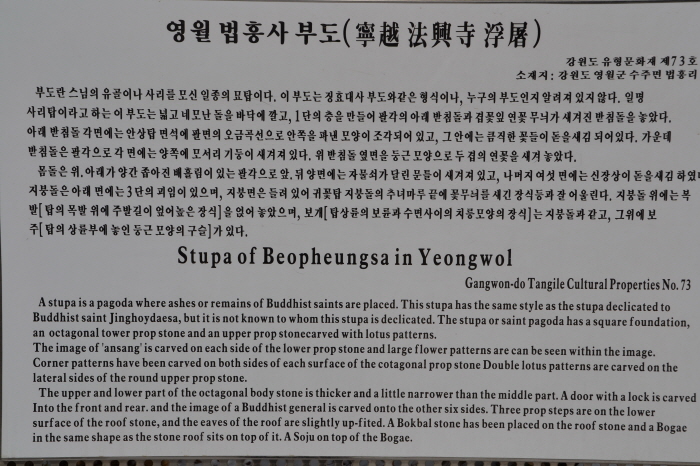 영월 법흥사 부도(寧越 法興寺 浮屠)
강원도 유형문화재 제73호
소재지: 강원도 영월군 수주면 법흥리
부도란 스님의 유골이나 사리를 모신 일종의 묘탑이다. 이 부도는 징효대사 부도와같은 형식이나, 누구의 부도인지 알려져 있지 않다. 일명
사리탑이라고 하는 이 부도는 넓고 네모난 돌을 바닥에 깔고, 1단의 층을 만들어 팔각의 아래 받침돌과 겹꽃잎 연꽃 무늬가 새겨진 받침돌을 놓았다.
아래 받침돌 각 면에는 안상탑 면석에 팔면의 오금곡선으로 안쪽을 파낸 모양이 조각되어 있고, 그 안에는 큼직한 꽃들이 돋을새김 되어있다. 가운데
받침돌은 팔각으로 각 면에는 양쪽에 모서리 기둥이 새겨져 있다. 위 받침돌 옆면을 둥근 모양으로 두 겹의 연꽃을 새겨 놓았다.
몸돌은 위, 아래가 약간 좁아진 배흘림이 있는 팔각으로 앞, 뒤 양면에는 자물쇠가 달린 문들이 새겨져 있고, 나머지 여섯 면에는 신장상이 돋을새김 하였다
지붕돌은 아래 면에는 3단의 괴임이 있으며, 지붕면은 들려 있어 귀꽃탑 지붕돌의 추녀마루 끝에 꽃무늬를 새긴 장식등과 잘 어울린다. 지붕돌 위에는 복
발[탑의 복발 위에 주발같이 엎어놓은 장식]을 얹어 놓았으며, 보개[탑상륜의 보륜과 수면사이의 지붕모양의 장식]는 지붕돌과 같고, 그위에 보
주[탑의 상륜부에 놓인 둥근 모양의 구슬]가 있다.
Stupa of Beopheungsa in Yeongwol
Gangwon-do Tangile Cultural Properties No. 73
A stupa is a pagoda where ashes or remains of Buddhist saints are placed. This stupa has the same style as the stupa declicated to
Buddhist saint Jinghoydaesa, but it is not known to whom this stupa is declicated. The stupa or saint pagoda has a square foundation,
an octagonal tower prop stone and an upper prop stonecarved with lotus patterns.
The image of 'ansang' is carved on each side of the lower prop stone and large flower patterns are can be seen within the image.
Corner patterns have been carved on both sides of each surface of the cotagonal prop stone Double lotus patterns are carved on the
lateral sides of the round upper prop stone.
The upper and lower part of the octagonal body stone is thicker and a little narrower than the middle part. A door with a lock is carved
Into the front and rear. and the image of a Buddhist general is carved onto the other six sides. Three prop steps are on the lower
surface of the roof stone, and the eaves of the roof are slightly up-fited. A Bokbal stone has been placed on the roof stone and a Bogae
in the same shape as the stone roof sits on top of it. A Soju on top of the Bogae.